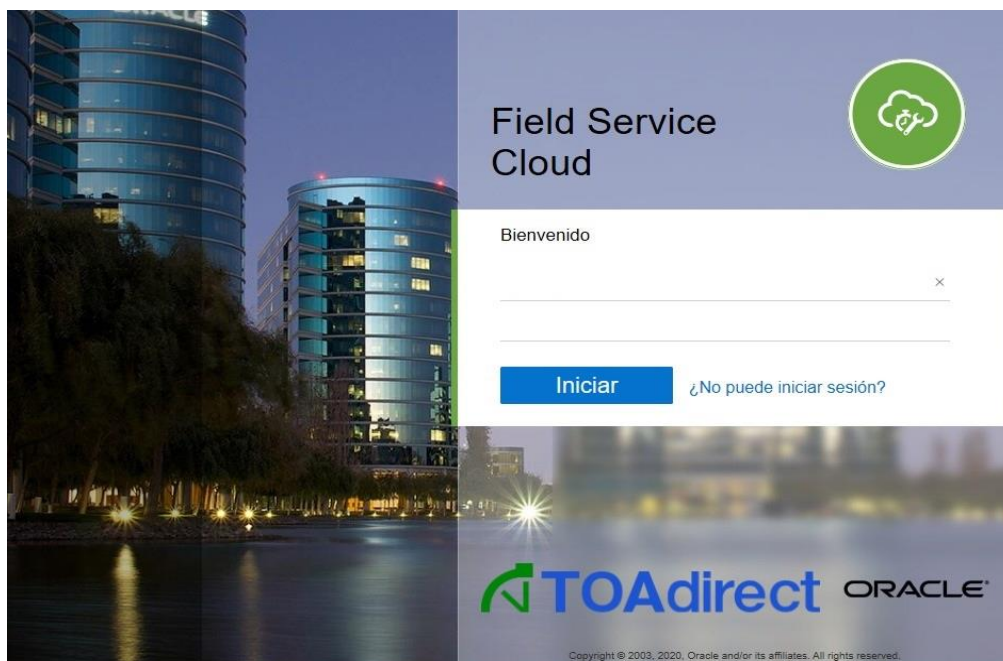 ORACLE
Field Service
Cloud
Bienvenido
×
Iniciar
¿No puede iniciar sesión?
TOAdirect
ORACLE®
Copyright © 2003, 2020, Oracle and/or its affiliates. All rights reserved.